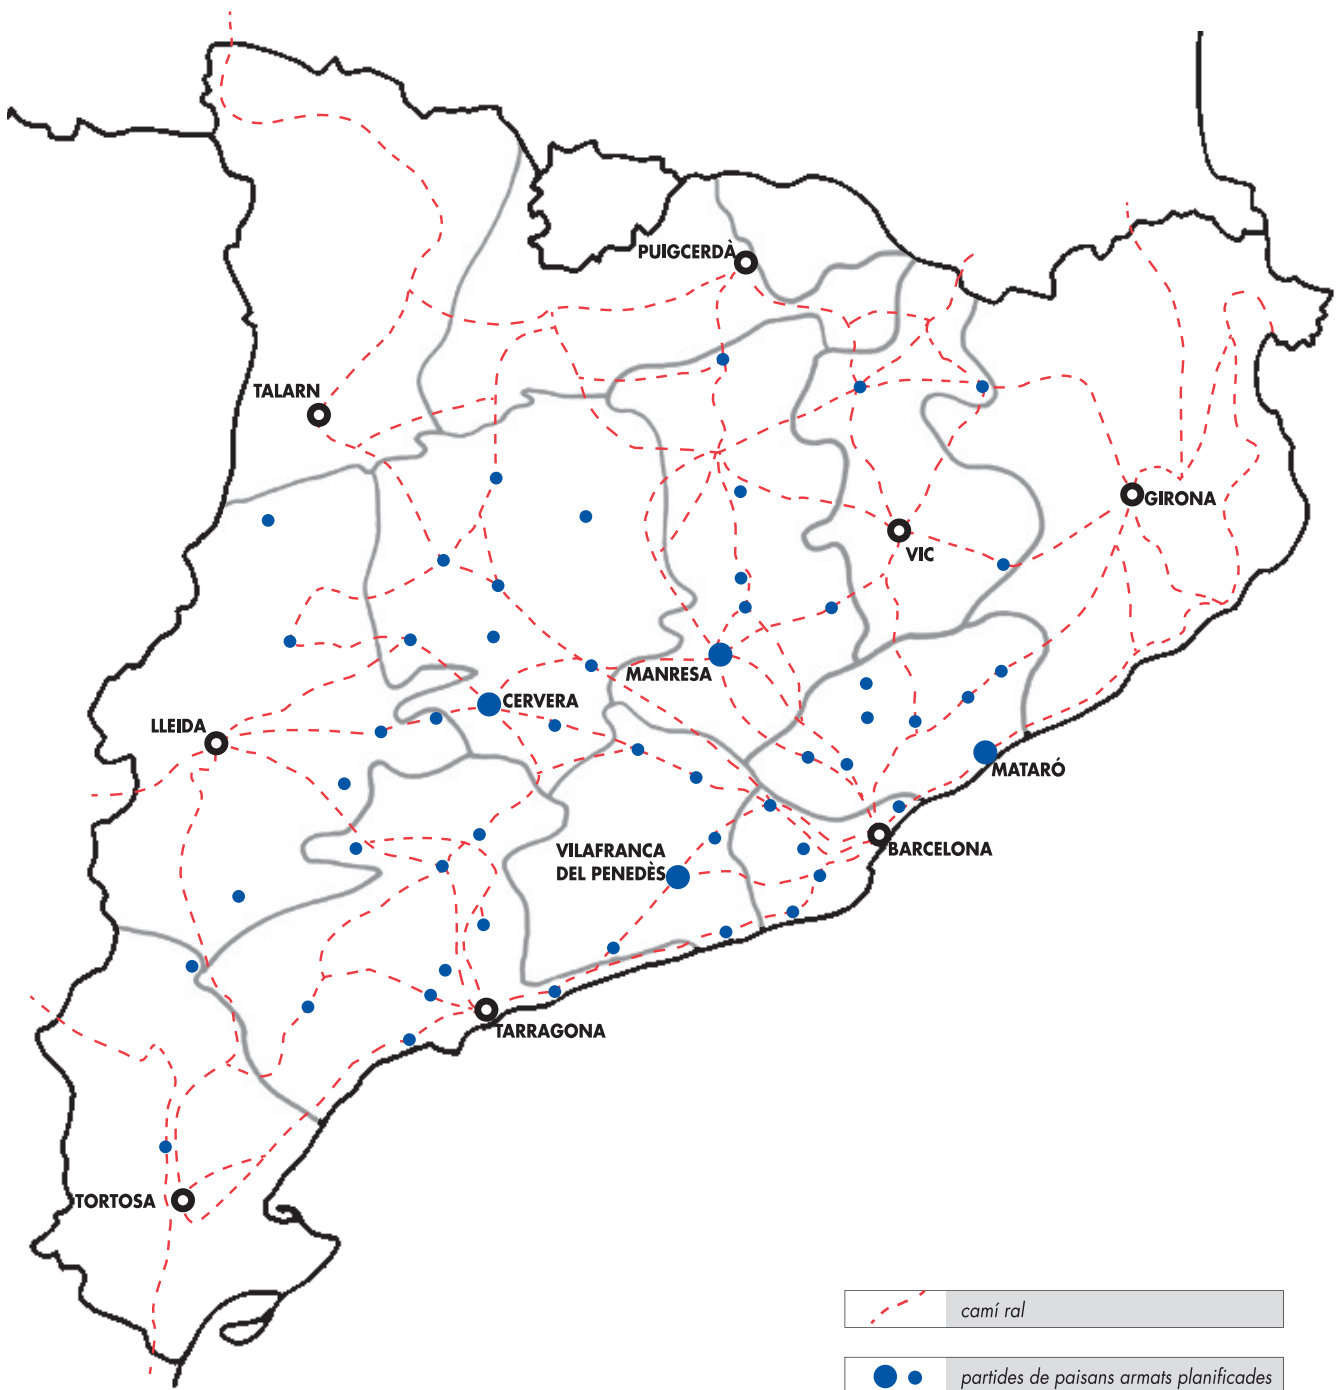 PUIGCERDÀ
TALARN
GIRONA
VIC
MANRESA
CERVERA
LLEIDA
MATARÓ
VILAFRANCA
DEL PENEDÈS
BARCELONA
TARRAGONA
TORTOSA
camí ral
partides de paisans armats planificades